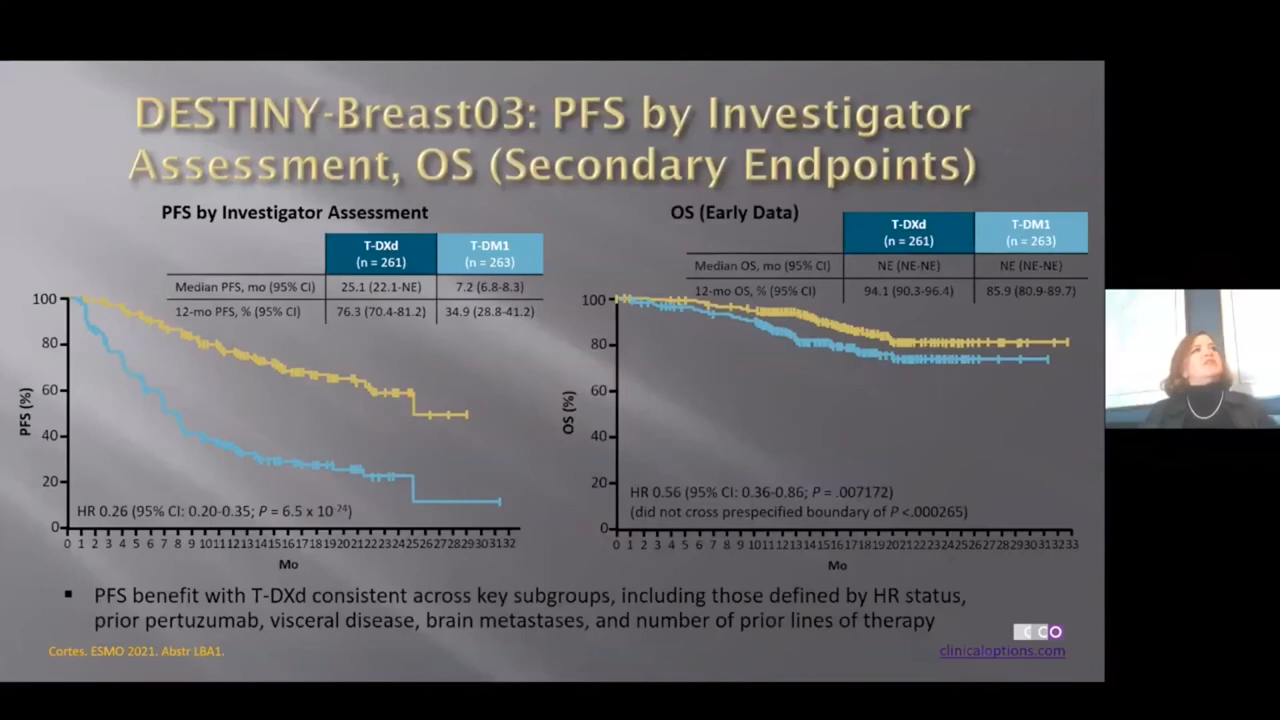 DESTINY-Breast03: PFS by Investigator
Assessment, OS (Secondary Endpoints)
PFS by Investigator Assessment
T-DXd
(n = 261)
T-DM1
(n = 263)
Median PFS, mo (95% CI)
25.1 (22.1-NE)
7.2 (6.8-8.3)
12-mo PFS, % (95% CI)
76.3 (70.4-81.2)
34.9 (28.8-41.2)
PFS (%)
100
80
60
40
20
0
HR 0.26 (95% CI: 0.20-0.35; P = 6.5 x 10-24)
0 1 2 3 4 5 6 7 8 9 10 11 12 13 14 15 16 17 18 19 20 21 22 23 24 25 26 27 28 29 30 31 32
Mo
OS (Early Data)
T-DXd
(n = 261)
T-DM1
(n = 263)
Median OS, mo (95% CI)
NE (NE-NE)
NE (NE-NE)
12-mo OS, % (95% CI)
94.1 (90.3-96.4)
85.9 (80.9-89.7)
OS (%)
100
80
60
40
20
0
HR 0.56 (95% CI: 0.36-0.86; P = .007172)
(did not cross prespecified boundary of P <.000265)
0 1 2 3 4 5 6 7 8 9 10 11 12 13 14 15 16 17 18 19 20 21 22 23 24 25 26 27 28 29 30 31 32 33
Mo
▪ PFS benefit with T-DXd consistent across key subgroups, including those defined by HR status,
prior pertuzumab, visceral disease, brain metastases, and number of prior lines of therapy
CCO
Cortes. ESMO 2021. Abstr LBA1.
clinicaloptions.com